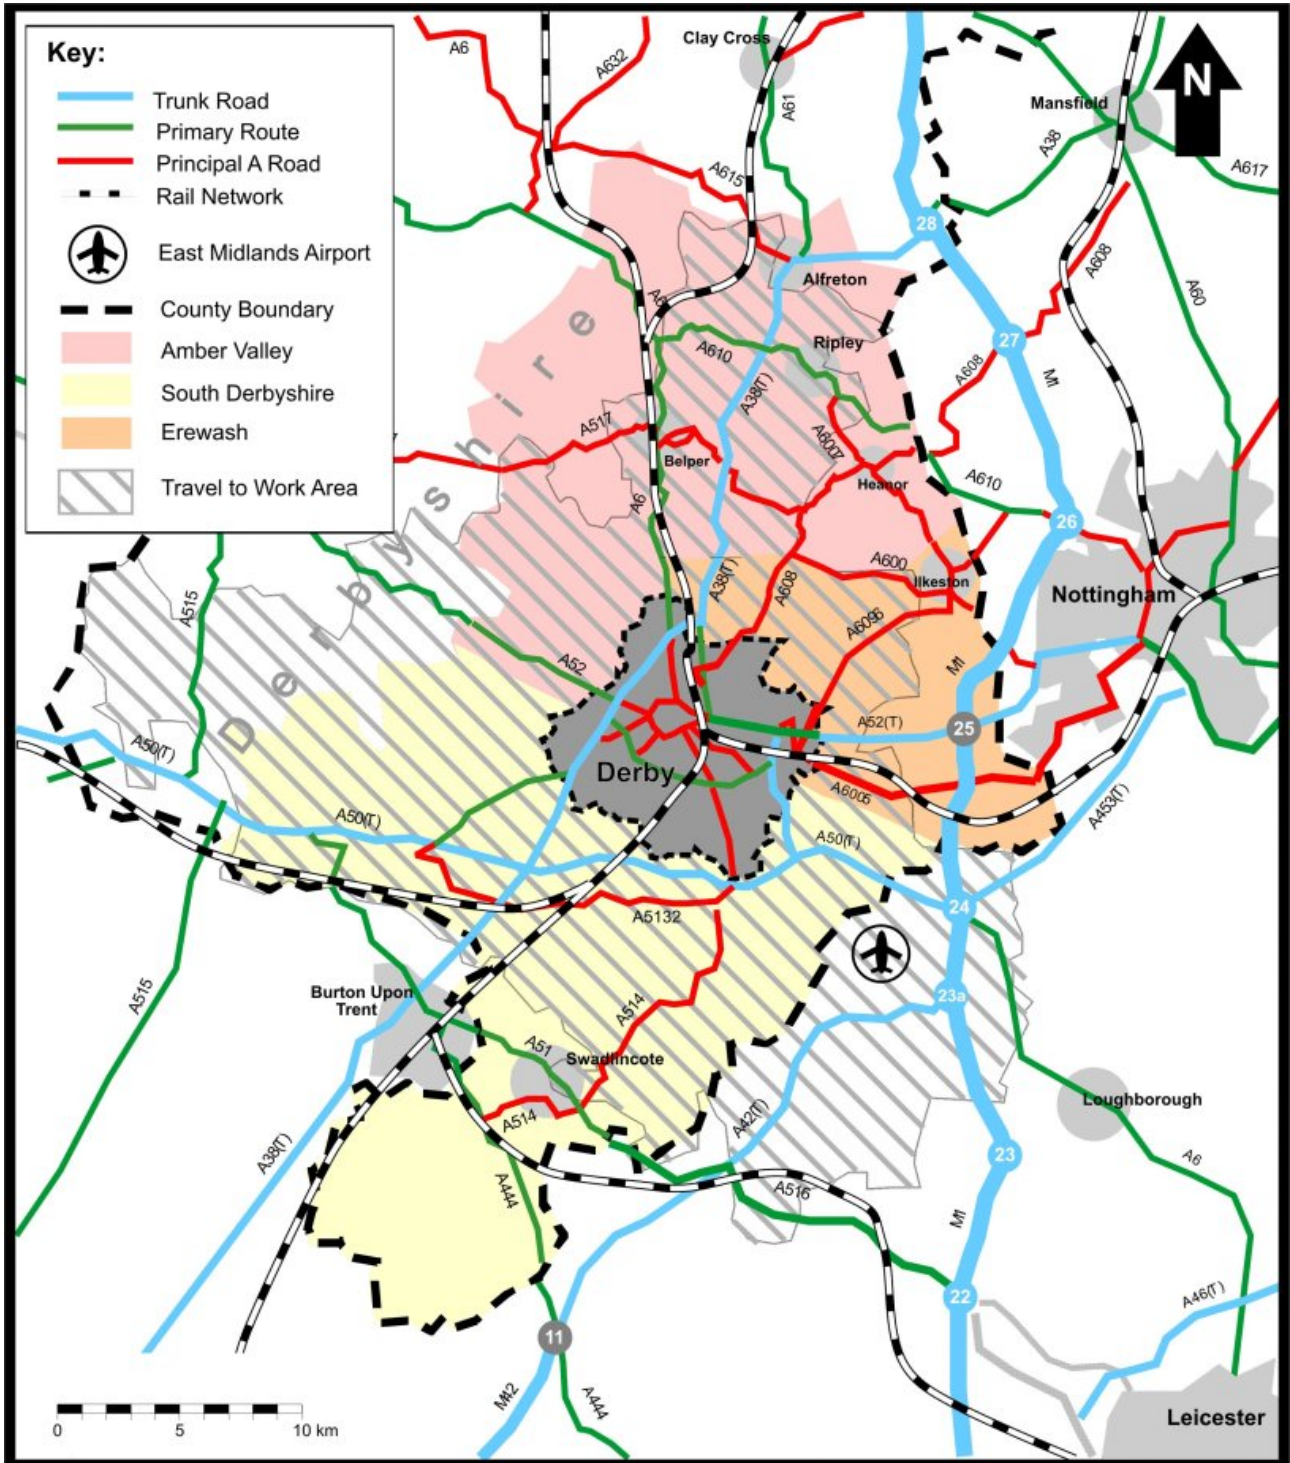 Key:
Trunk Road
Primary Route
Principal A Road
Rail Network
East Midlands Airport
County Boundary
Amber Valley
South Derbyshire
Erewash
Travel to Work Area
N
A6
A632
Clay Cross
A61
Mansfield
A38
A617
A615
28
A608
Alfreton
A60
A6
Ripley
27
A610
M1
A608
A38(T)
A517
A6007
Belper
Heanor
A610
A6
26
Derbyshire
A600
Ilkeston
Nottingham
A38(T)
A608
A515
A6096
A52
M1
A52(T)
25
A50(T)
Derby
A6005
A453(T)
A50(T)
A50(T)
24
A5132
A515
Burton Upon
Trent
23a
A514
A51
Swadlincote
A514
A42(T)
Loughborough
A38(T)
23
A6
A444
A516
M1
22
A46(T)
11
M42
A444
Leicester
0 5 10 km